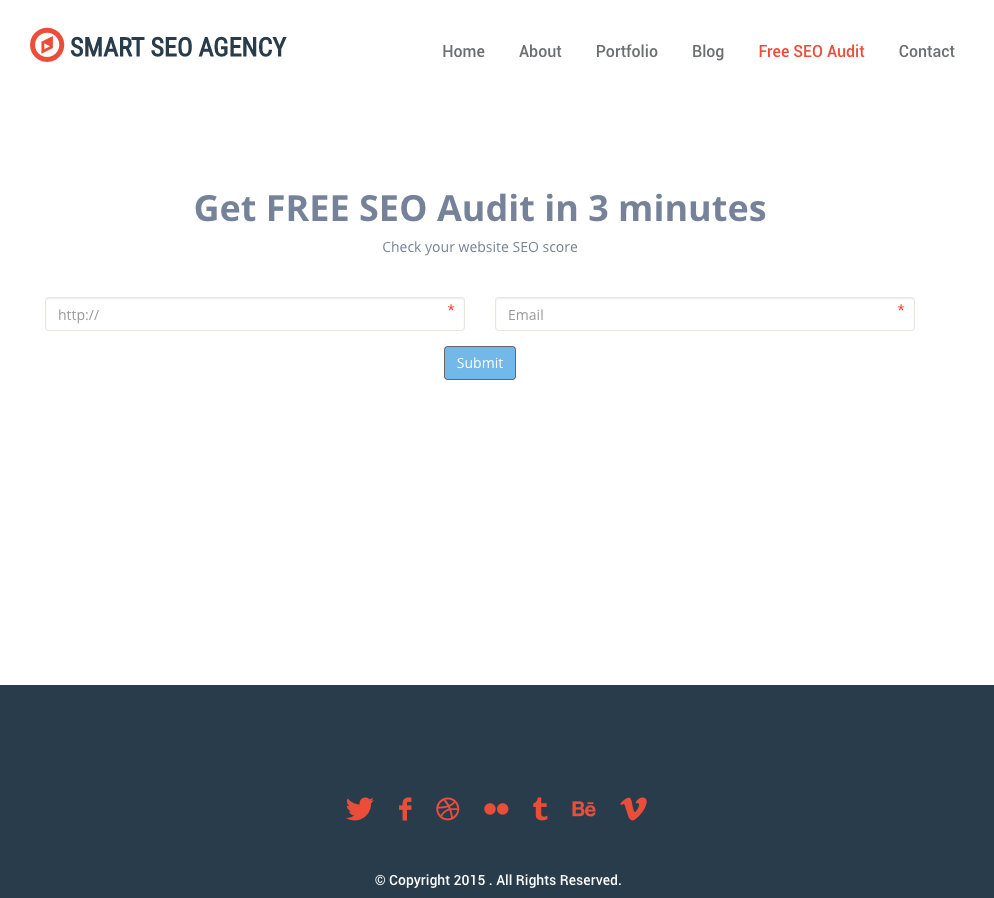 SMART SEO AGENCY
Home About Portfolio Blog Free SEO Audit Contact
Get FREE SEO Audit in 3 minutes
Check your website SEO score
http:// * Email *
Submit
© Copyright 2015 . All Rights Reserved.